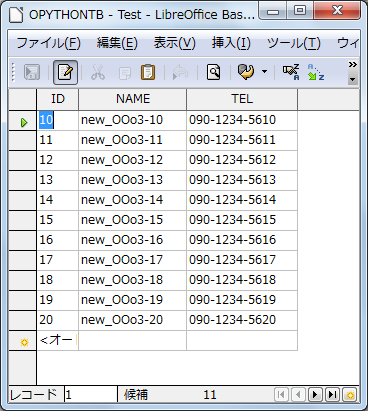 OPYTHONTB - Test - LibreOffice Bas...
ファイル(F) 編集(E) 表示(V) 挿入(I) ツール(T) ウィ
ID NAME TEL
10 new_OOo3-10 090-1234-5610
11 new_OOo3-11 090-1234-5611
12 new_OOo3-12 090-1234-5612
13 new_OOo3-13 090-1234-5613
14 new_OOo3-14 090-1234-5614
15 new_OOo3-15 090-1234-5615
16 new_OOo3-16 090-1234-5616
17 new_OOo3-17 090-1234-5617
18 new_OOo3-18 090-1234-5618
19 new_OOo3-19 090-1234-5619
20 new_OOo3-20 090-1234-5620
<オー
レコード 1 候補 11